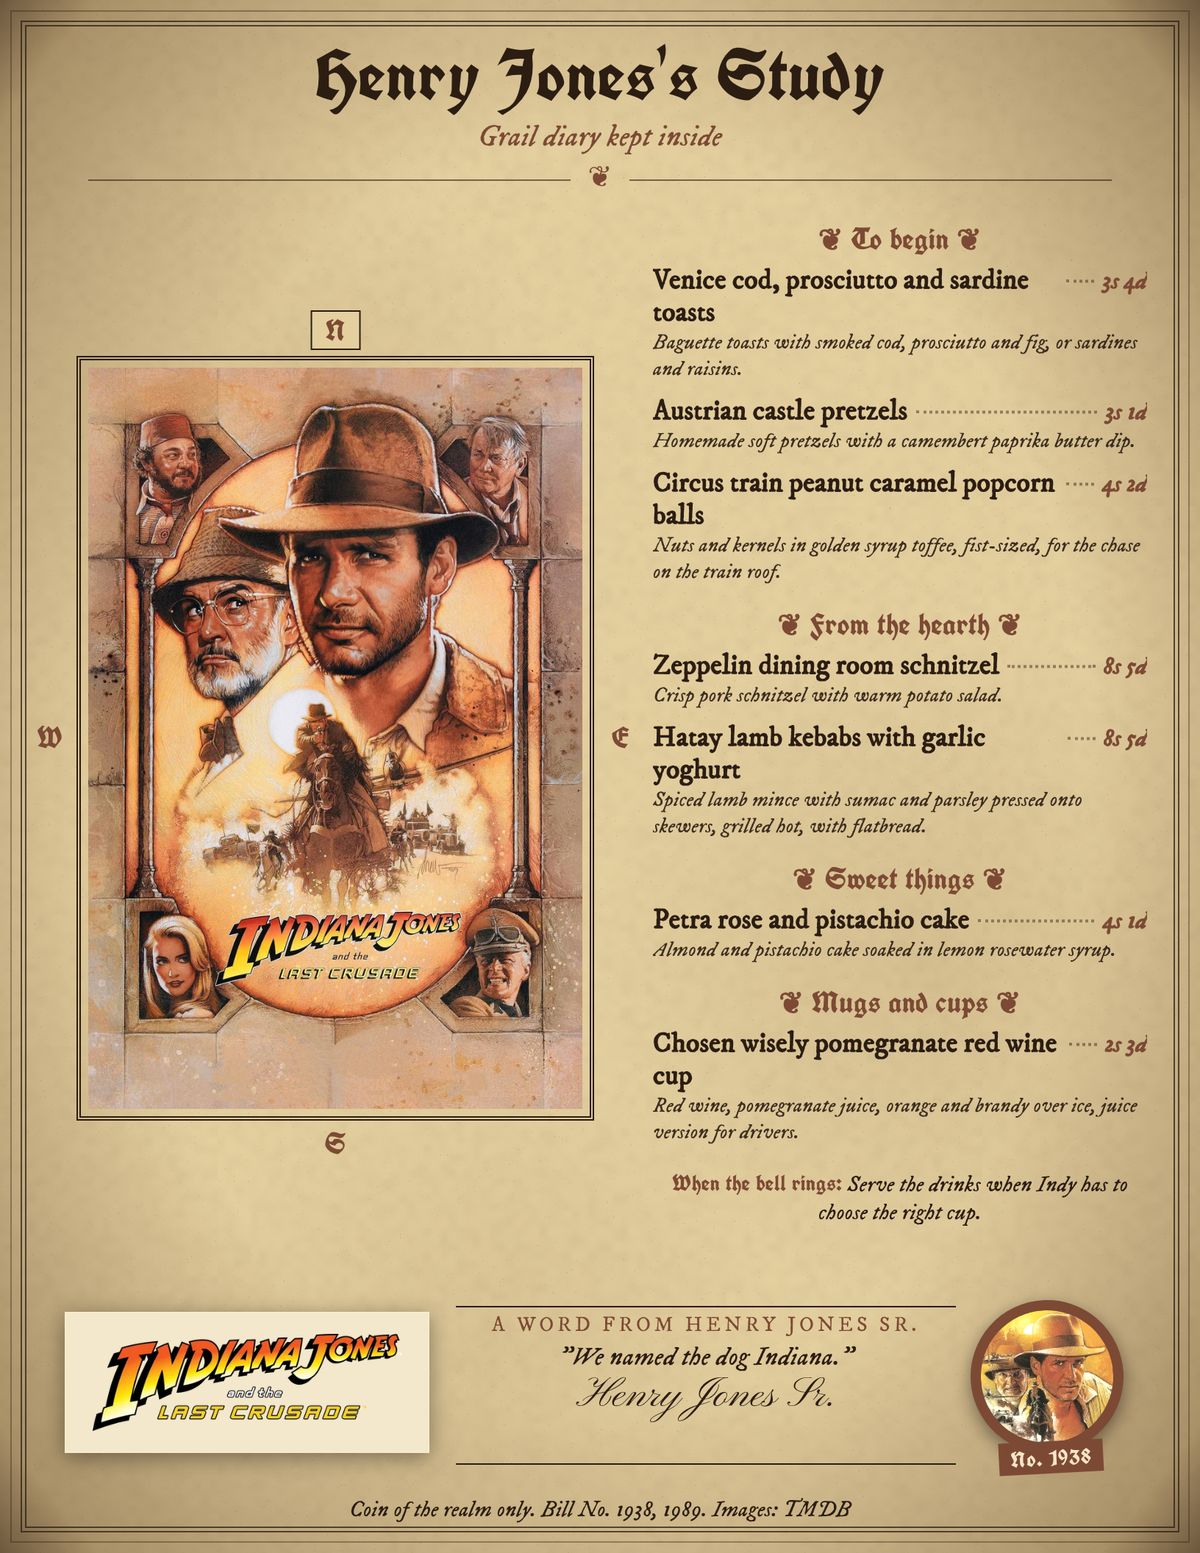 Henry Jones's Study
Grail diary kept inside
❦
❦ To begin ❦
Venice cod, prosciutto and sardine ····· 3s 4d
toasts
Baguette toasts with smoked cod, prosciutto and fig, or sardines
and raisins.
Austrian castle pretzels ····· 3s 1d
Homemade soft pretzels with a camembert paprika butter dip.
Circus train peanut caramel popcorn ····· 4s 2d
balls
Nuts and kernels in golden syrup toffee, fist-sized, for the chase
on the train roof.
❦ From the hearth ❦
Zeppelin dining room schnitzel ····· 8s 5d
Crisp pork schnitzel with warm potato salad.
Hatay lamb kebabs with garlic ····· 8s 5d
yoghurt
Spiced lamb mince with sumac and parsley pressed onto
skewers, grilled hot, with flatbread.
❦ Sweet things ❦
Petra rose and pistachio cake ····· 4s 1d
Almond and pistachio cake soaked in lemon rosewater syrup.
❦ Mugs and cups ❦
Chosen wisely pomegranate red wine ····· 2s 3d
cup
Red wine, pomegranate juice, orange and brandy over ice, juice
version for drivers.
When the bell rings: Serve the drinks when Indy has to
choose the right cup.
N
W
E
S
INDIANA JONES
and the
LAST CRUSADE
INDIANA JONES
and the
LAST CRUSADE
A WORD FROM HENRY JONES SR.
"We named the dog Indiana."
Henry Jones Sr.
No. 1938
Coin of the realm only. Bill No. 1938, 1989. Images: TMDB